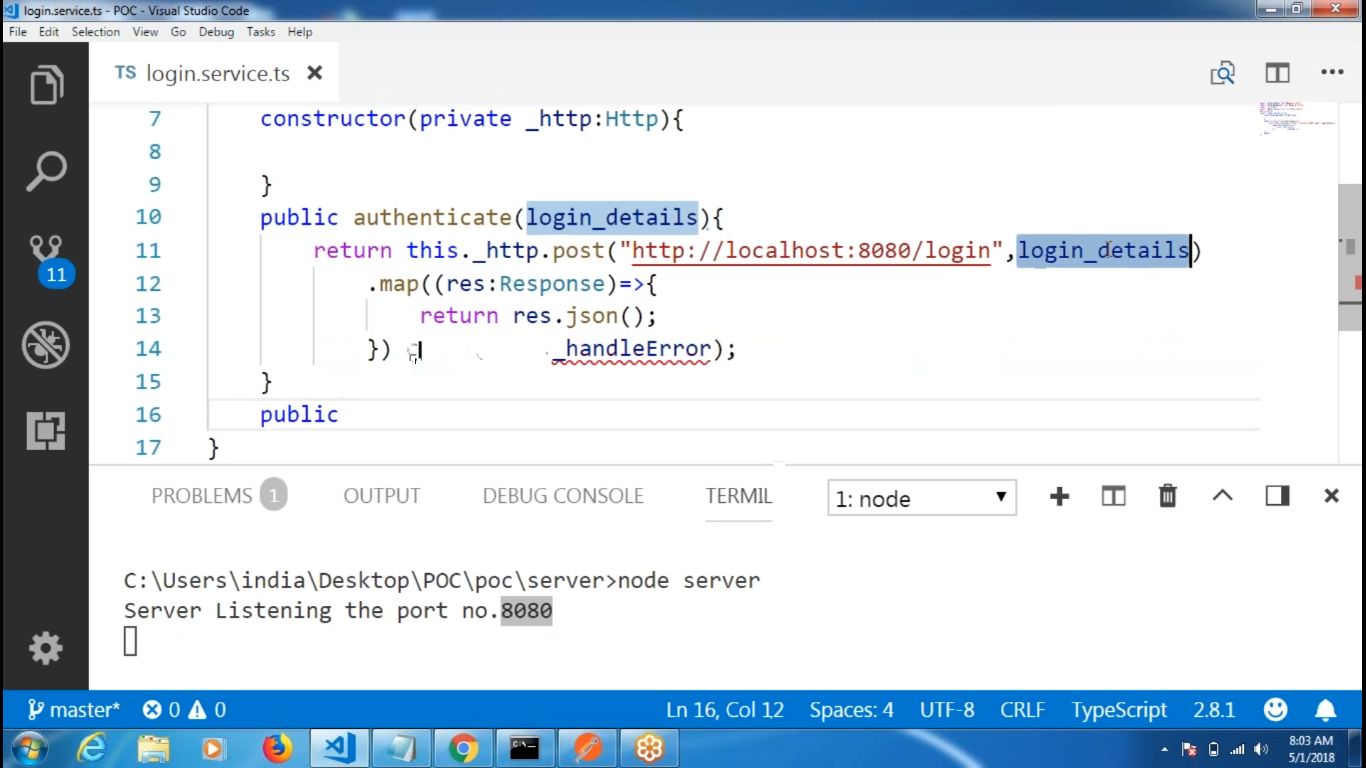 login.service.ts - POC - Visual Studio Code
File Edit Selection View Go Debug Tasks Help
TS login.service.ts
7 constructor(private _http:Http){
8
9 }
10 public authenticate(login_details){
11 return this._http.post("http://localhost:8080/login",login_details)
12 .map((res:Response)=>{
13 return res.json();
14 }) _handleError);
15 }
16 public
17 }
11
PROBLEMS 1 OUTPUT DEBUG CONSOLE TERMIL 1: node
C:\Users\india\Desktop\POC\poc\server>node server
Server Listening the port no.8080
master* 0 0 Ln 16, Col 12 Spaces: 4 UTF-8 CRLF TypeScript 2.8.1
8:03 AM
5/1/2018